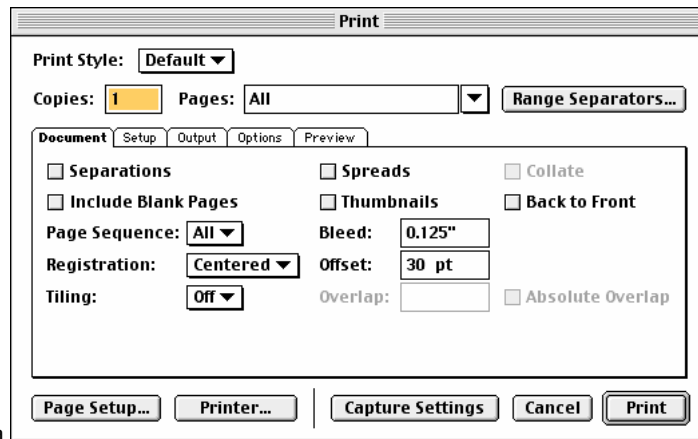 Print
Print Style: Default
Copies: 1 Pages: All Range Separators...
Document Setup Output Options Preview
Separations Spreads Collate
Include Blank Pages Thumbnails Back to Front
Page Sequence: All Bleed: 0.125"
Registration: Centered Offset: 30 pt
Tiling: Off Overlap: Absolute Overlap
Page Setup... Printer... Capture Settings Cancel Print